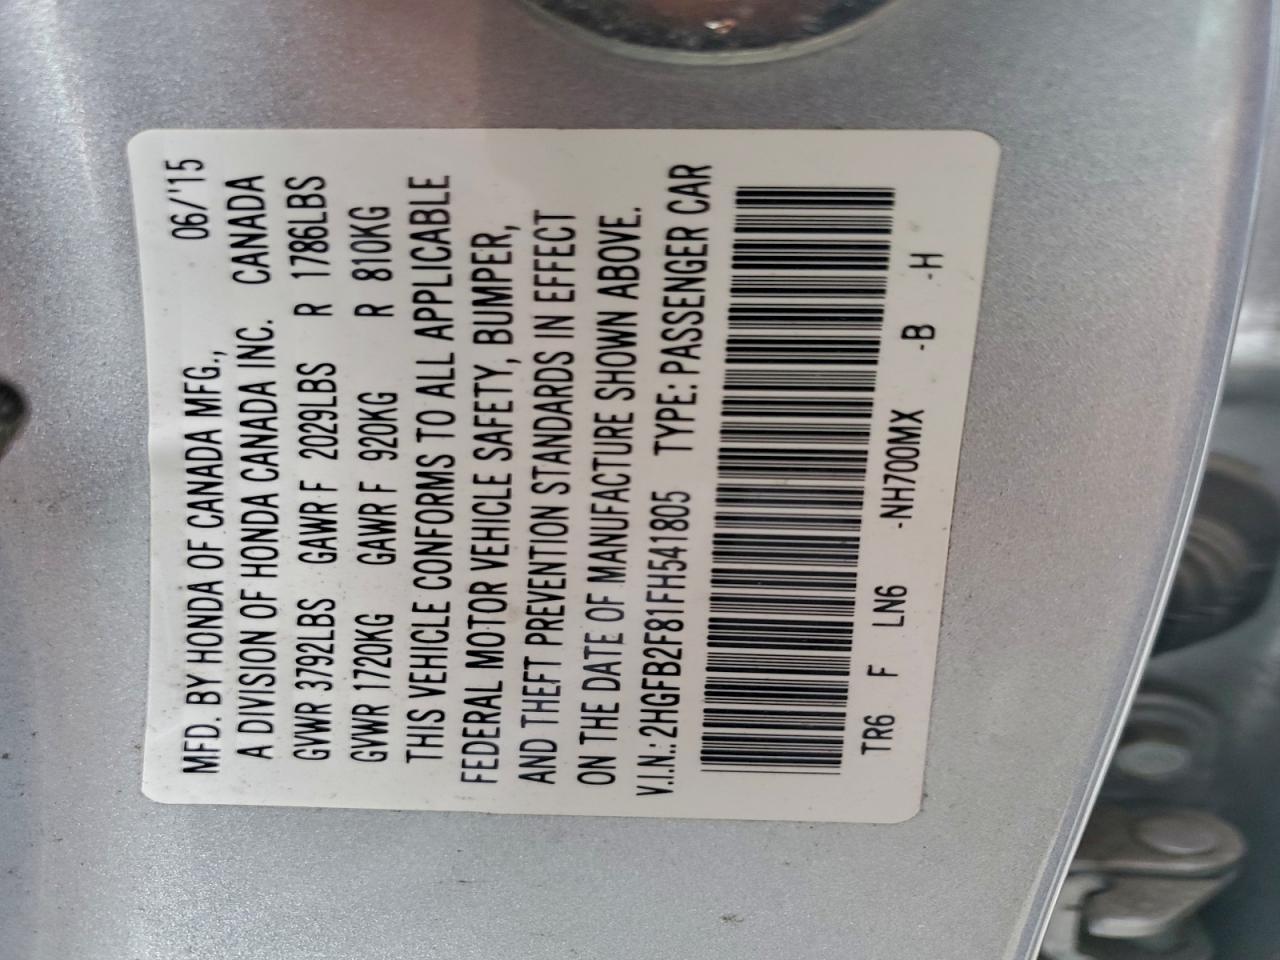 MFD. BY HONDA OF CANADA MFG., 06/'15
A DIVISION OF HONDA CANADA INC. CANADA
GVWR 3792LBS GAWR F 2029LBS R 1786LBS
GVWR 1720KG GAWR F 920KG R 810KG
THIS VEHICLE CONFORMS TO ALL APPLICABLE
FEDERAL MOTOR VEHICLE SAFETY, BUMPER,
AND THEFT PREVENTION STANDARDS IN EFFECT
ON THE DATE OF MANUFACTURE SHOWN ABOVE.
V.I.N.: 2HGFB2F81FH541805 TYPE: PASSENGER CAR
TR6 F LN6 -NH700MX -B -H